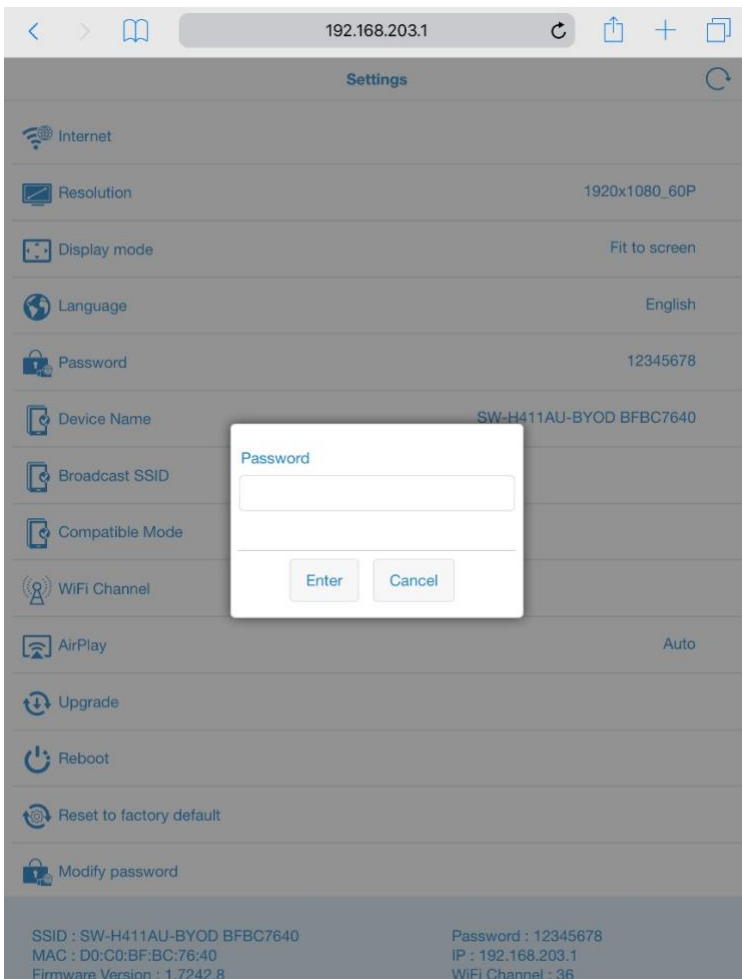 192.168.203.1
Settings
Internet
Resolution 1920x1080_60P
Display mode Fit to screen
Language English
Password 12345678
Device Name SW-H411AU-BYOD BFBC7640
Password
Broadcast SSID
Compatible Mode
Enter Cancel
WiFi Channel
AirPlay Auto
Upgrade
Reboot
Reset to factory default
Modify password
SSID : SW-H411AU-BYOD BFBC7640 Password : 12345678
MAC : D0:C0:BF:BC:76:40 IP : 192.168.203.1
Firmware Version : 1.7242.8 WiFi Channel : 36